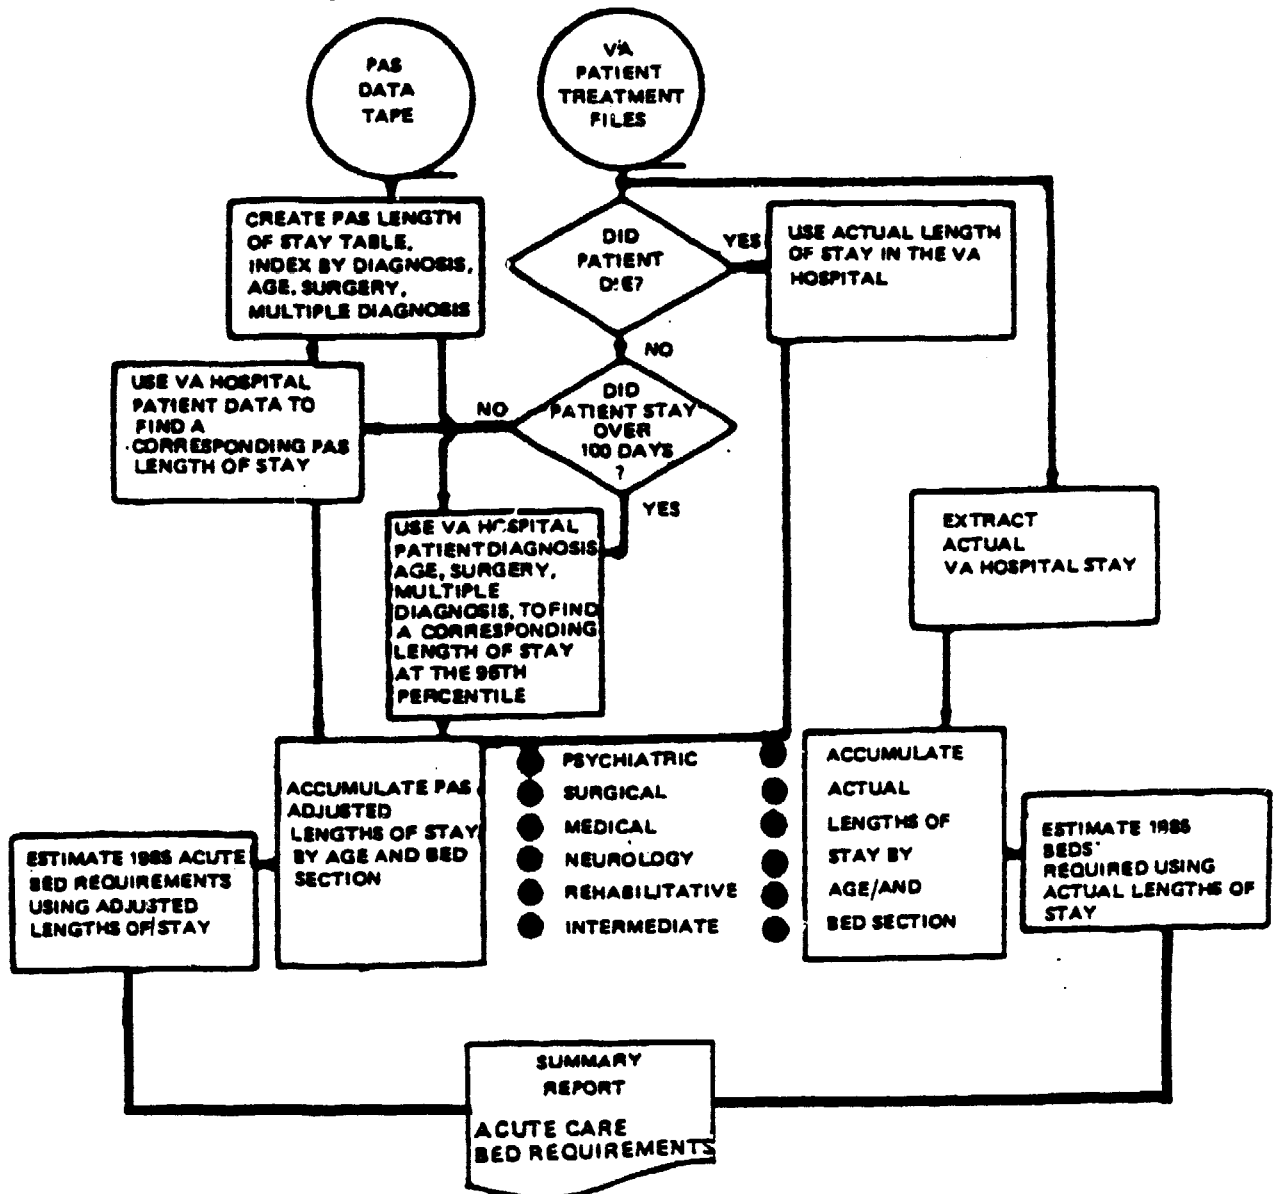 PAS
DATA
TAPE
VA
PATIENT
TREATMENT
FILES
CREATE PAS LENGTH
OF STAY TABLE,
INDEX BY DIAGNOSIS,
AGE, SURGERY,
MULTIPLE DIAGNOSIS
DID
PATIENT
DIE?
YES
USE ACTUAL LENGTH
OF STAY IN THE VA
HOSPITAL
NO
USE VA HOSPITAL
PATIENT DATA TO
FIND A
CORRESPONDING PAS
LENGTH OF STAY
NO
DID
PATIENT STAY
OVER
100 DAYS
?
YES
USE VA HOSPITAL
PATIENT DIAGNOSIS
AGE, SURGERY,
MULTIPLE
DIAGNOSIS, TO FIND
A CORRESPONDING
LENGTH OF STAY
AT THE 95TH
PERCENTILE
EXTRACT
ACTUAL
VA HOSPITAL STAY
ACCUMULATE PAS
ADJUSTED
LENGTHS OF STAY
BY AGE AND BED
SECTION
PSYCHIATRIC
SURGICAL
MEDICAL
NEUROLOGY
REHABILITATIVE
INTERMEDIATE
ACCUMULATE
ACTUAL
LENGTHS OF
STAY BY
AGE/AND
BED SECTION
ESTIMATE 1985 ACUTE
BED REQUIREMENTS
USING ADJUSTED
LENGTHS OF/STAY
ESTIMATE 1985
BEDS
REQUIRED USING
ACTUAL LENGTHS OF
STAY
SUMMARY
REPORT
ACUTE CARE
BED REQUIREMENTS